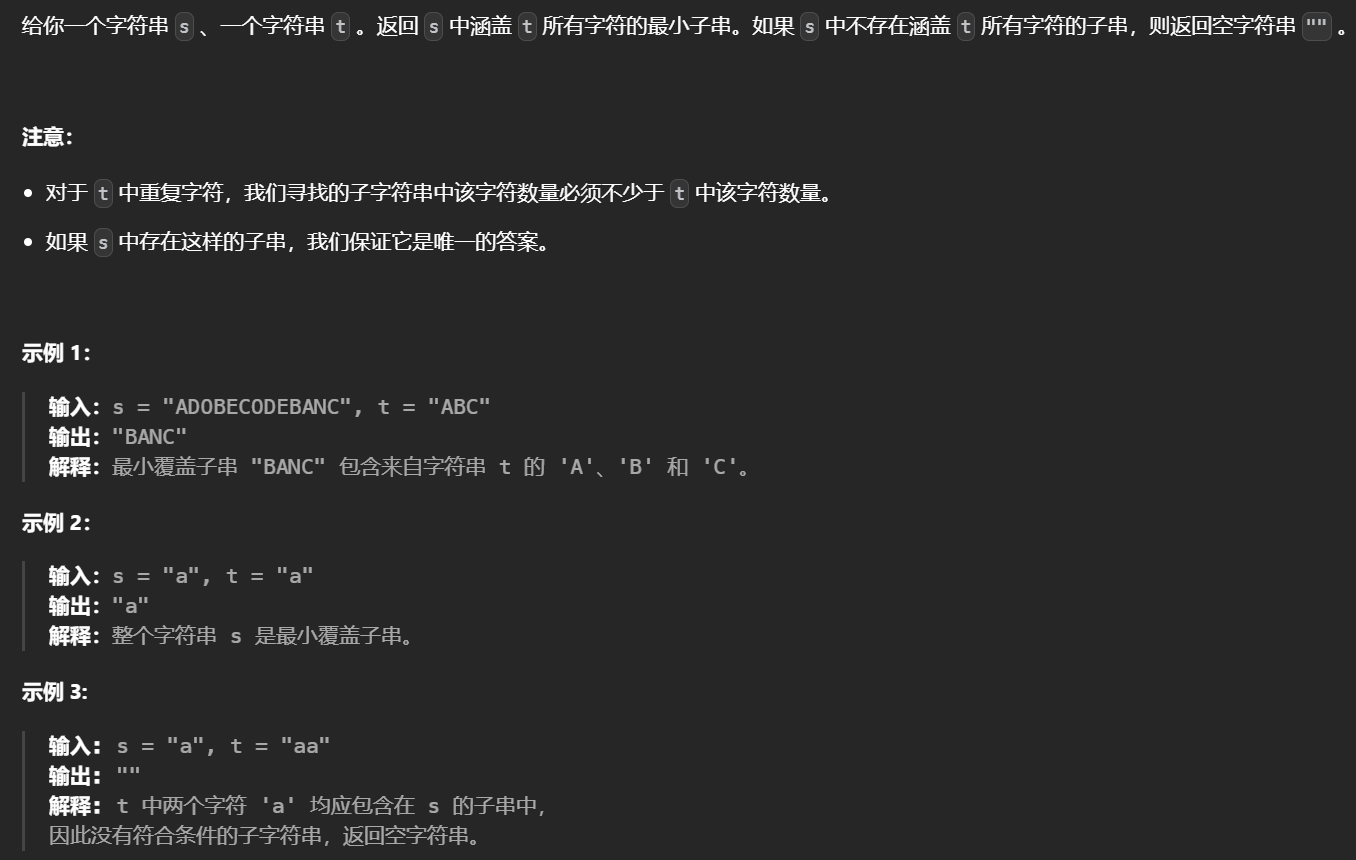 给你一个字符串 s 、一个字符串 t 。返回 s 中涵盖 t 所有字符的最小子串。如果 s 中不存在涵盖 t 所有字符的子串，则返回空字符串 "" 。
注意：
• 对于 t 中重复字符，我们寻找的子字符串中该字符数量必须不少于 t 中该字符数量。
• 如果 s 中存在这样的子串，我们保证它是唯一的答案。
示例 1：
输入：s = "ADOBECODEBANC", t = "ABC"
输出："BANC"
解释：最小覆盖子串 "BANC" 包含来自字符串 t 的 'A'、'B' 和 'C'。
示例 2：
输入：s = "a", t = "a"
输出："a"
解释：整个字符串 s 是最小覆盖子串。
示例 3:
输入: s = "a", t = "aa"
输出: ""
解释: t 中两个字符 'a' 均应包含在 s 的子串中，
因此没有符合条件的子字符串，返回空字符串。